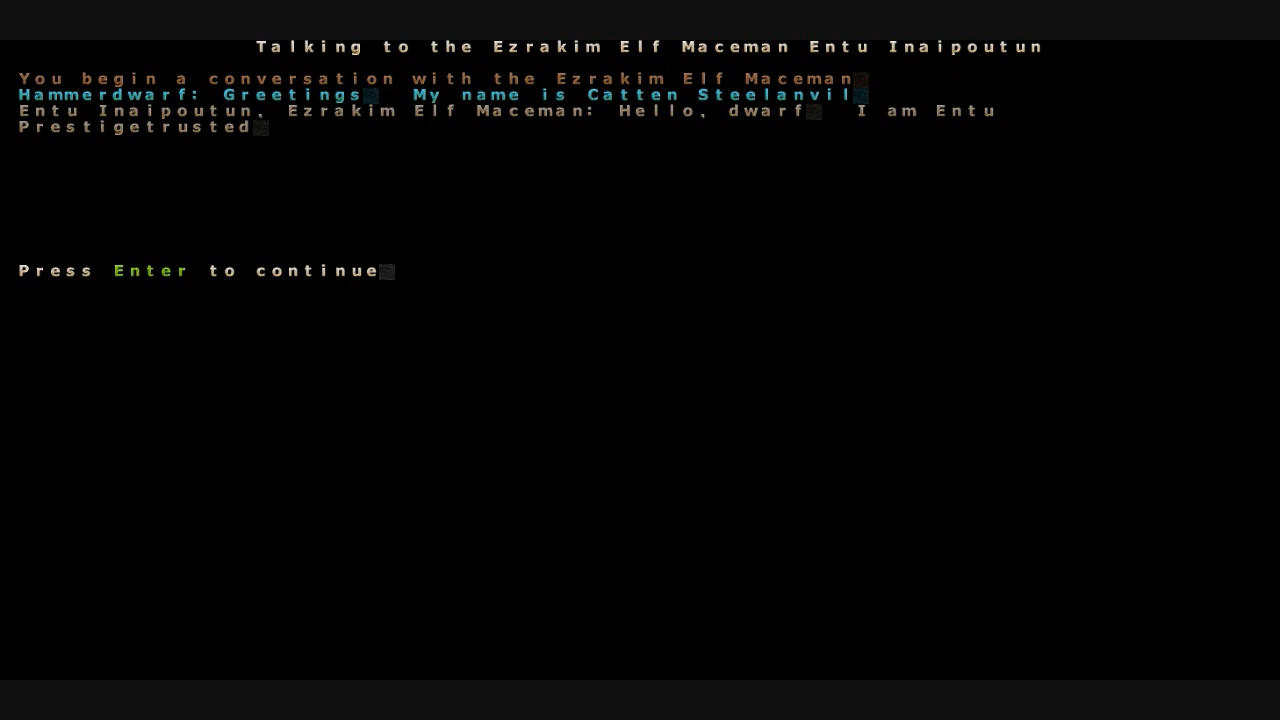 Talking to the Ezrakim Elf Maceman Entu Inaipoutun
You begin a conversation with the Ezrakim Elf Maceman
Hammerdwarf: Greetings  My name is Catten Steelanvil
Entu Inaipoutun, Ezrakim Elf Maceman: Hello, dwarf  I am Entu
Prestigetrusted
Press Enter to continue